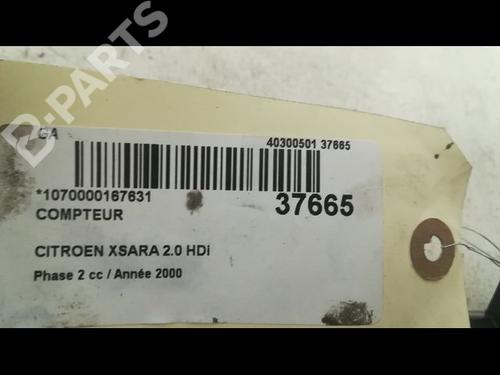 B-PARTS
GA
40300501 37665
*1070000167631
37665
COMPTEUR
CITROEN XSARA 2.0 HDi
Phase 2 cc / Année 2000